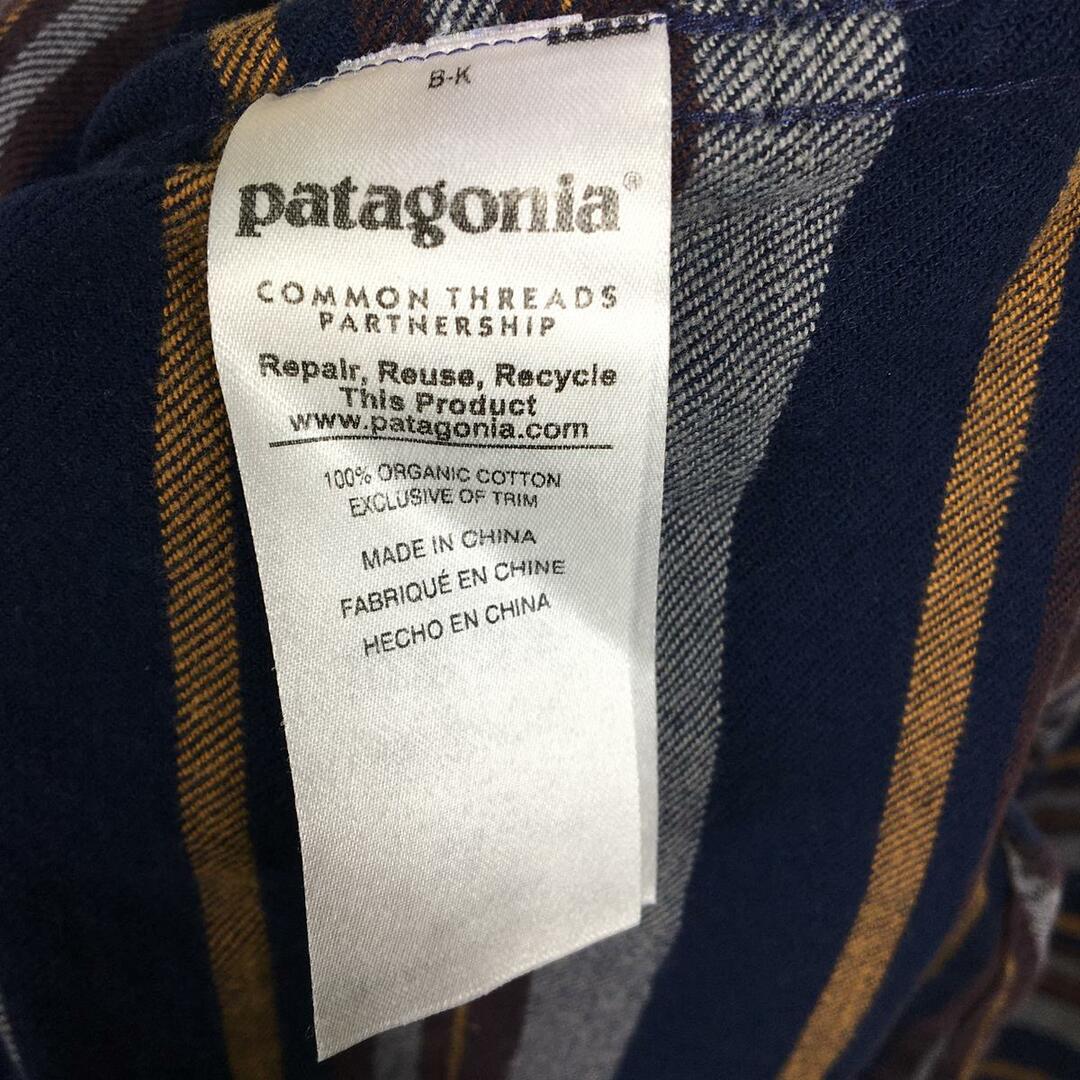 B-K
patagonia®
COMMON THREADS
PARTNERSHIP
Repair, Reuse, Recycle
This Product
www.patagonia.com
100% ORGANIC COTTON
EXCLUSIVE OF TRIM
MADE IN CHINA
FABRIQUÉ EN CHINE
HECHO EN CHINA